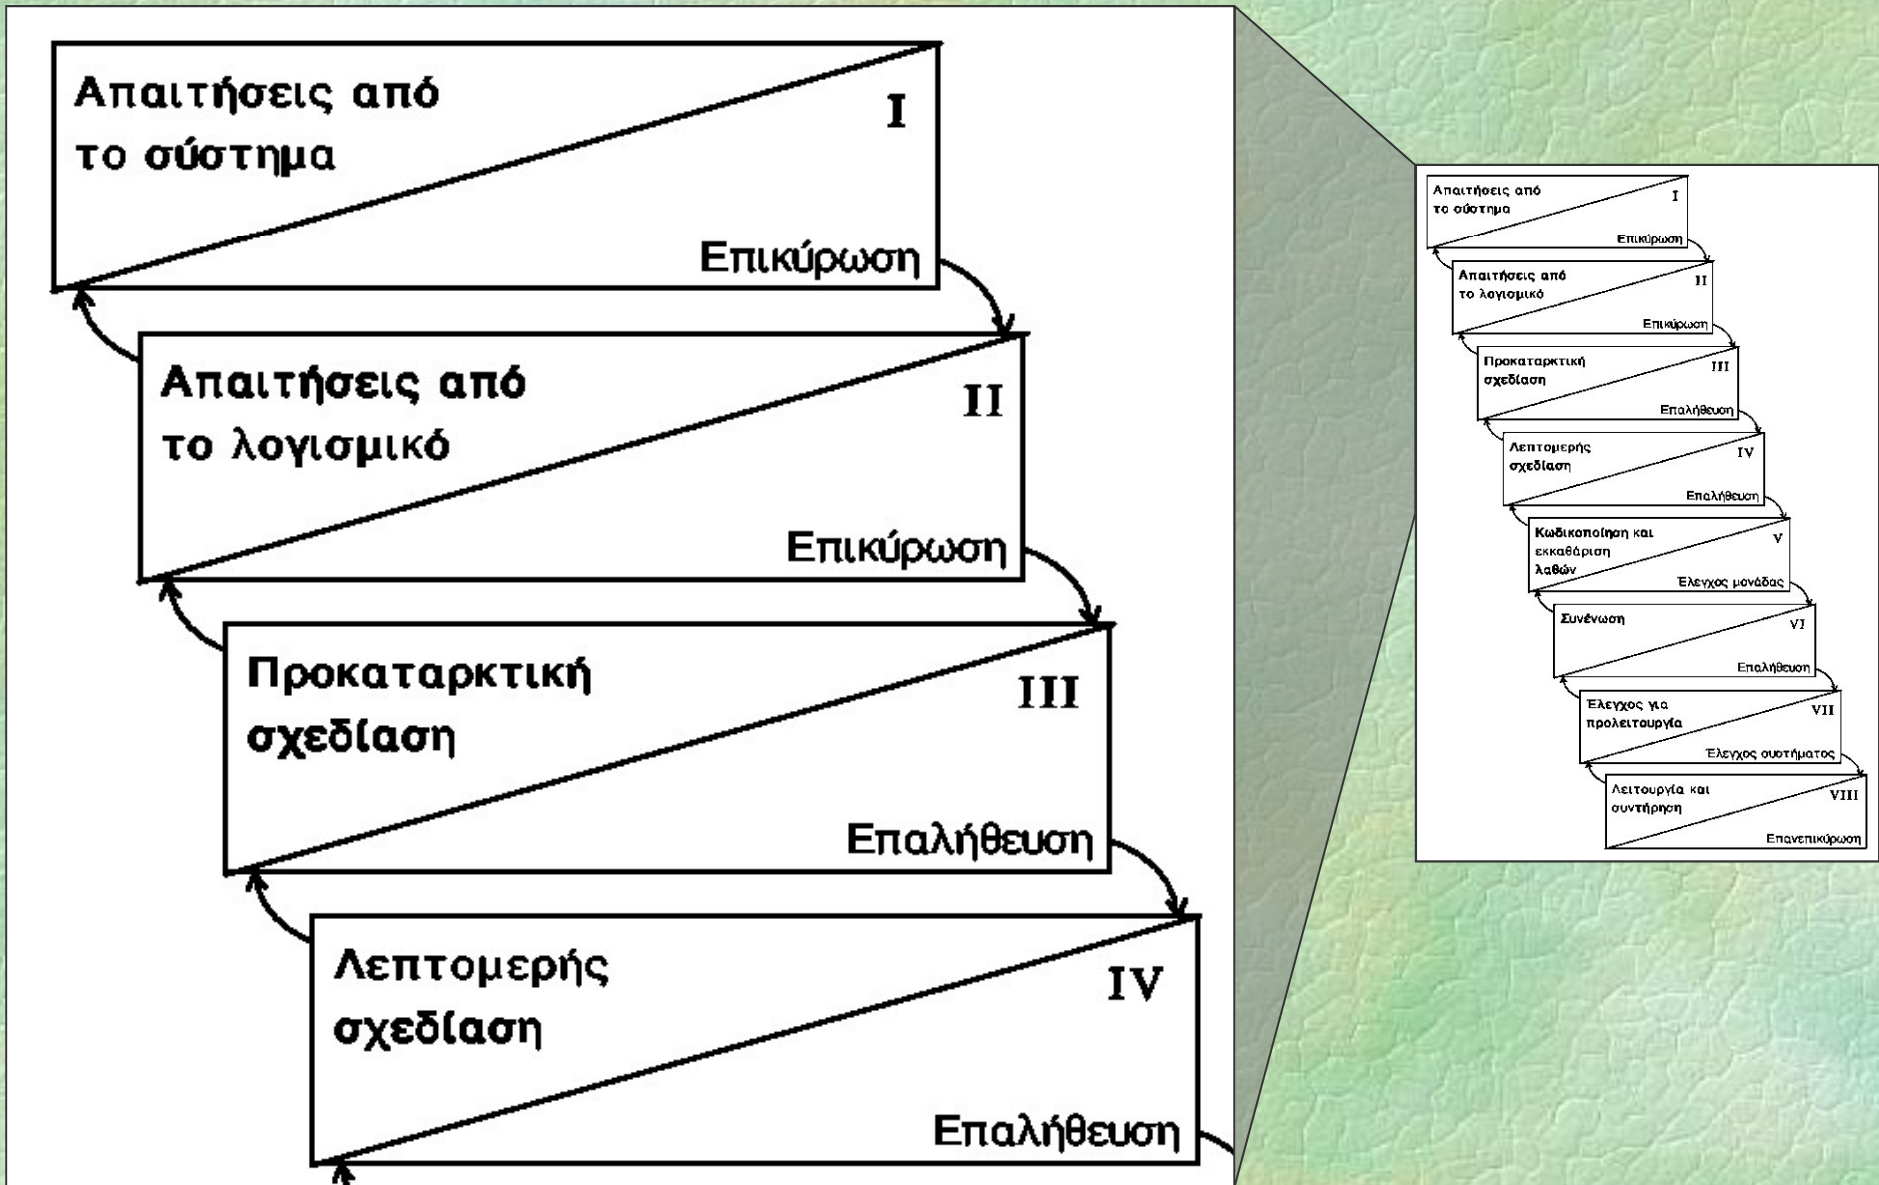 Απαιτήσεις από
το σύστημα
I
Επικύρωση
Απαιτήσεις από
το λογισμικό
II
Επικύρωση
Προκαταρκτική
σχεδίαση
III
Επαλήθευση
Λεπτομερής
σχεδίαση
IV
Επαλήθευση
Απαιτήσεις από
το σύστημα
I
Επικύρωση
Απαιτήσεις από
το λογισμικό
II
Επικύρωση
Προκαταρκτική
σχεδίαση
III
Επαλήθευση
Λεπτομερής
σχεδίαση
IV
Επαλήθευση
Κωδικοποίηση και
εκκαθάριση
λαθών
V
Έλεγχος μονάδας
Συνένωση
VI
Επαλήθευση
Έλεγχος για
προλειτουργία
VII
Έλεγχος συστήματος
Λειτουργία και
συντήρηση
VIII
Επανεπικύρωση